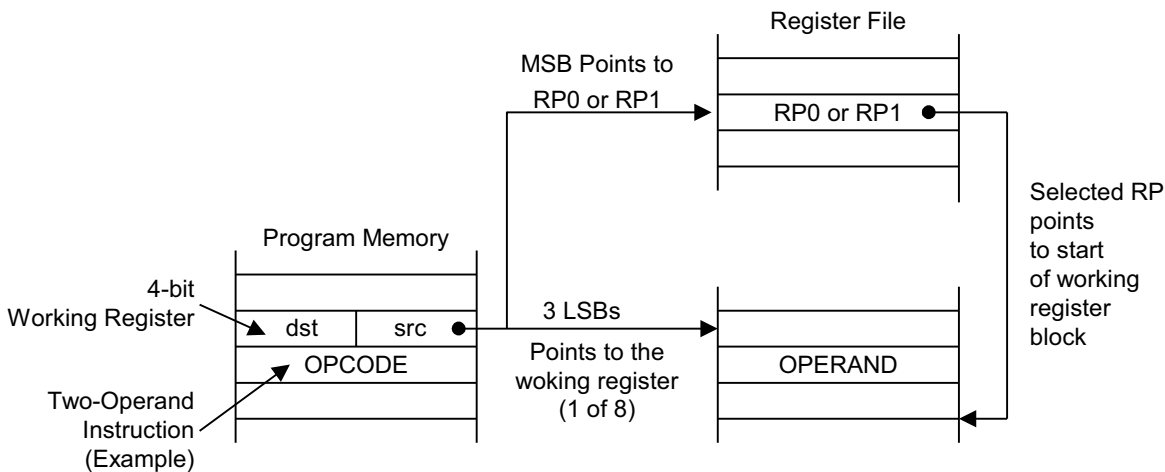 Register File
MSB Points to
RP0 or RP1
RP0 or RP1
Selected RP
points
to start
of working
register
block
Program Memory
4-bit
Working Register
dst
src
3 LSBs
Points to the
woking register
(1 of 8)
OPCODE
OPERAND
Two-Operand
Instruction
(Example)